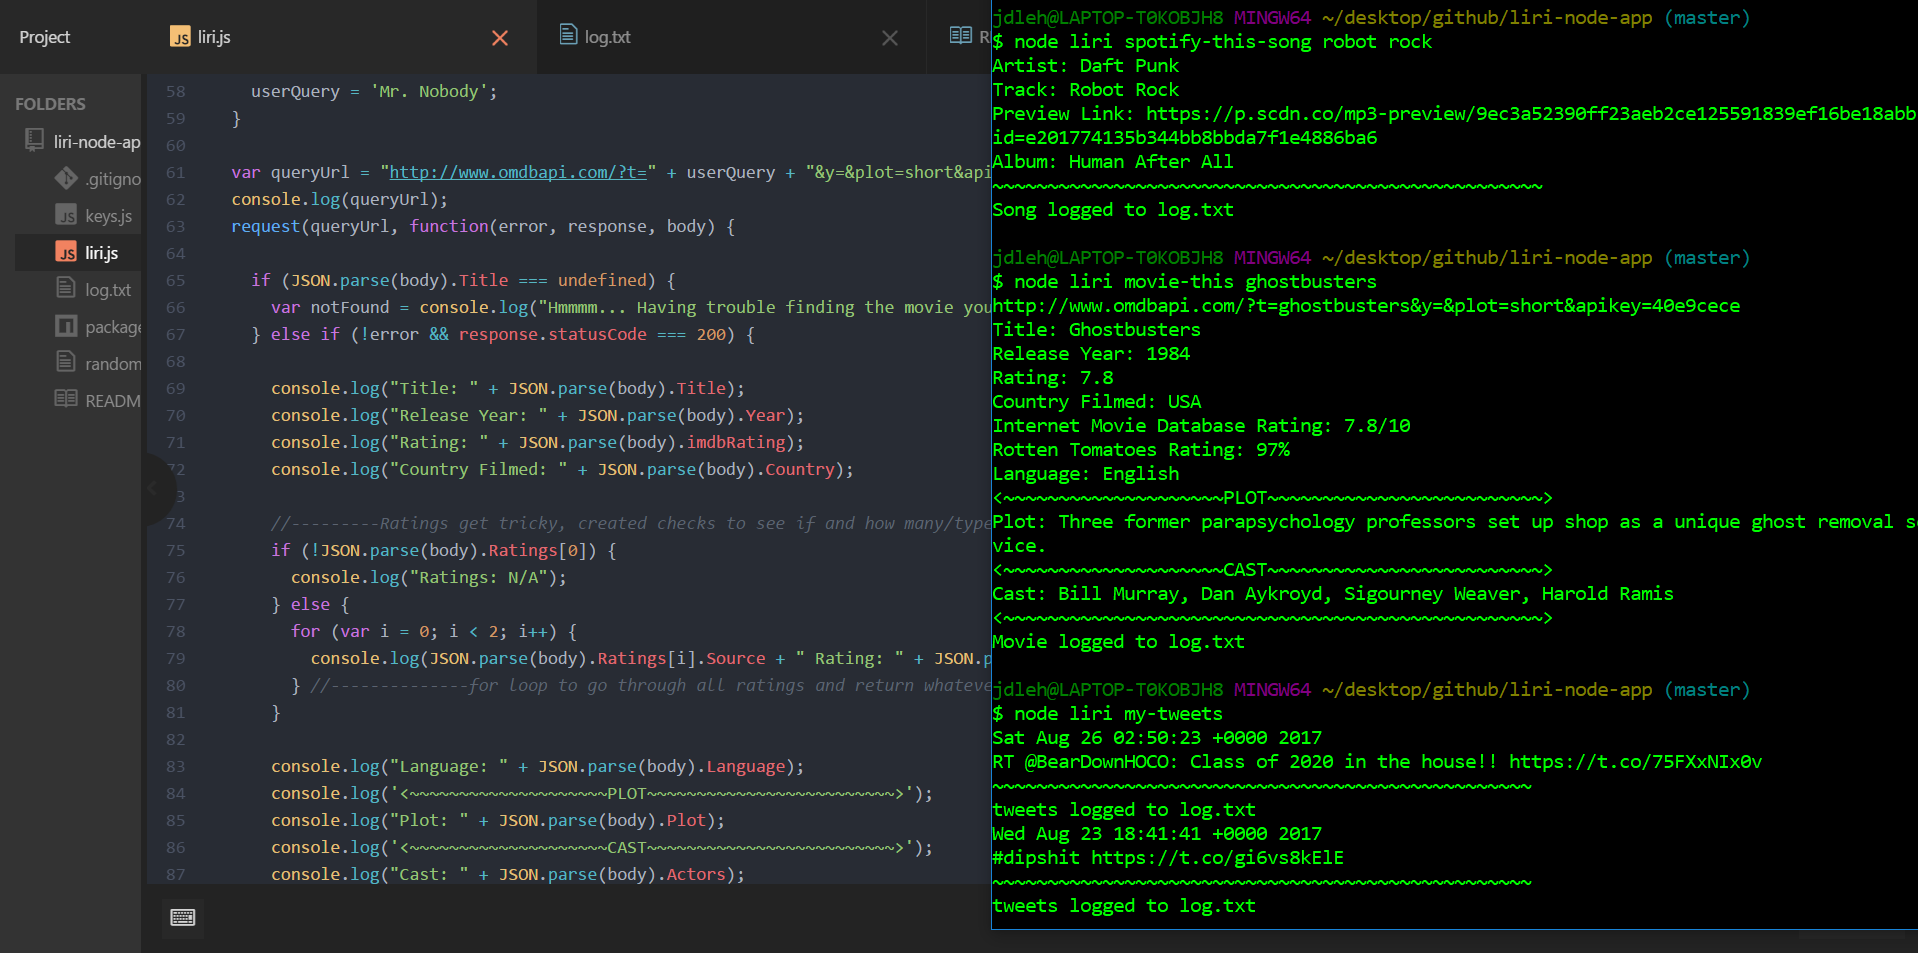 Project
liri.js
log.txt
FOLDERS
liri-node-ap
.gitigno
keys.js
liri.js
log.txt
package
random
READM
58 userQuery = 'Mr. Nobody';
59 }
60
61 var queryUrl = "http://www.omdbapi.com/?t=" + userQuery + "&y=&plot=short&api
62 console.log(queryUrl);
63 request(queryUrl, function(error, response, body) {
64
65 if (JSON.parse(body).Title === undefined) {
66 var notFound = console.log("Hmmmm... Having trouble finding the movie you
67 } else if (!error && response.statusCode === 200) {
68
69 console.log("Title: " + JSON.parse(body).Title);
70 console.log("Release Year: " + JSON.parse(body).Year);
71 console.log("Rating: " + JSON.parse(body).imdbRating);
72 console.log("Country Filmed: " + JSON.parse(body).Country);
3
74 //---------Ratings get tricky, created checks to see if and how many/type
75 if (!JSON.parse(body).Ratings[0]) {
76 console.log("Ratings: N/A");
77 } else {
78 for (var i = 0; i < 2; i++) {
79 console.log(JSON.parse(body).Ratings[i].Source + " Rating: " + JSON.p
80 } //--------------for loop to go through all ratings and return whateve
81 }
82
83 console.log("Language: " + JSON.parse(body).Language);
84 console.log('<~~~~~~~~~~~~~~~~~~~~PLOT~~~~~~~~~~~~~~~~~~~~~~~~~>');
85 console.log("Plot: " + JSON.parse(body).Plot);
86 console.log('<~~~~~~~~~~~~~~~~~~~~CAST~~~~~~~~~~~~~~~~~~~~~~~~~>');
87 console.log("Cast: " + JSON.parse(body).Actors);
jdleh@LAPTOP-T0KOBJH8 MINGW64 ~/desktop/github/liri-node-app (master)
$ node liri spotify-this-song robot rock
Artist: Daft Punk
Track: Robot Rock
Preview Link: https://p.scdn.co/mp3-preview/9ec3a52390ff23aeb2ce125591839ef16be18abb
id=e201774135b344bb8bbda7f1e4886ba6
Album: Human After All
~~~~~~~~~~~~~~~~~~~~~~~~~~~~~~~~~~~~~~~~~~~~~~~~~~
Song logged to log.txt
jdleh@LAPTOP-T0KOBJH8 MINGW64 ~/desktop/github/liri-node-app (master)
$ node liri movie-this ghostbusters
http://www.omdbapi.com/?t=ghostbusters&y=&plot=short&apikey=40e9cece
Title: Ghostbusters
Release Year: 1984
Rating: 7.8
Country Filmed: USA
Internet Movie Database Rating: 7.8/10
Rotten Tomatoes Rating: 97%
Language: English
<~~~~~~~~~~~~~~~~~~~~PLOT~~~~~~~~~~~~~~~~~~~~~~~~~>
Plot: Three former parapsychology professors set up shop as a unique ghost removal s
vice.
<~~~~~~~~~~~~~~~~~~~~CAST~~~~~~~~~~~~~~~~~~~~~~~~~>
Cast: Bill Murray, Dan Aykroyd, Sigourney Weaver, Harold Ramis
<~~~~~~~~~~~~~~~~~~~~~~~~~~~~~~~~~~~~~~~~~~~~~~~~~>
Movie logged to log.txt
jdleh@LAPTOP-T0KOBJH8 MINGW64 ~/desktop/github/liri-node-app (master)
$ node liri my-tweets
Sat Aug 26 02:50:23 +0000 2017
RT @BearDownHOCO: Class of 2020 in the house!! https://t.co/75FXxNIx0v
~~~~~~~~~~~~~~~~~~~~~~~~~~~~~~~~~~~~~~~~~~~~~~~~~
tweets logged to log.txt
Wed Aug 23 18:41:41 +0000 2017
#dipshit https://t.co/gi6vs8kElE
~~~~~~~~~~~~~~~~~~~~~~~~~~~~~~~~~~~~~~~~~~~~~~~~~
tweets logged to log.txt